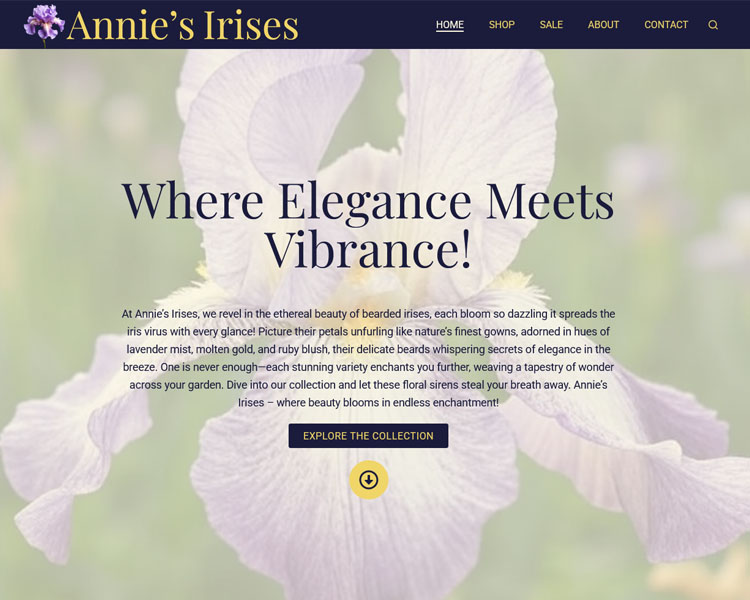 Annie's Irises
HOME SHOP SALE ABOUT CONTACT
Where Elegance Meets
Vibrance!
At Annie's Irises, we revel in the ethereal beauty of bearded irises, each bloom so dazzling it spreads the
iris virus with every glance! Picture their petals unfurling like nature's finest gowns, adorned in hues of
lavender mist, molten gold, and ruby blush, their delicate beards whispering secrets of elegance in the
breeze. One is never enough—each stunning variety enchants you further, weaving a tapestry of wonder
across your garden. Dive into our collection and let these floral sirens steal your breath away. Annie's
Irises – where beauty blooms in endless enchantment!
EXPLORE THE COLLECTION